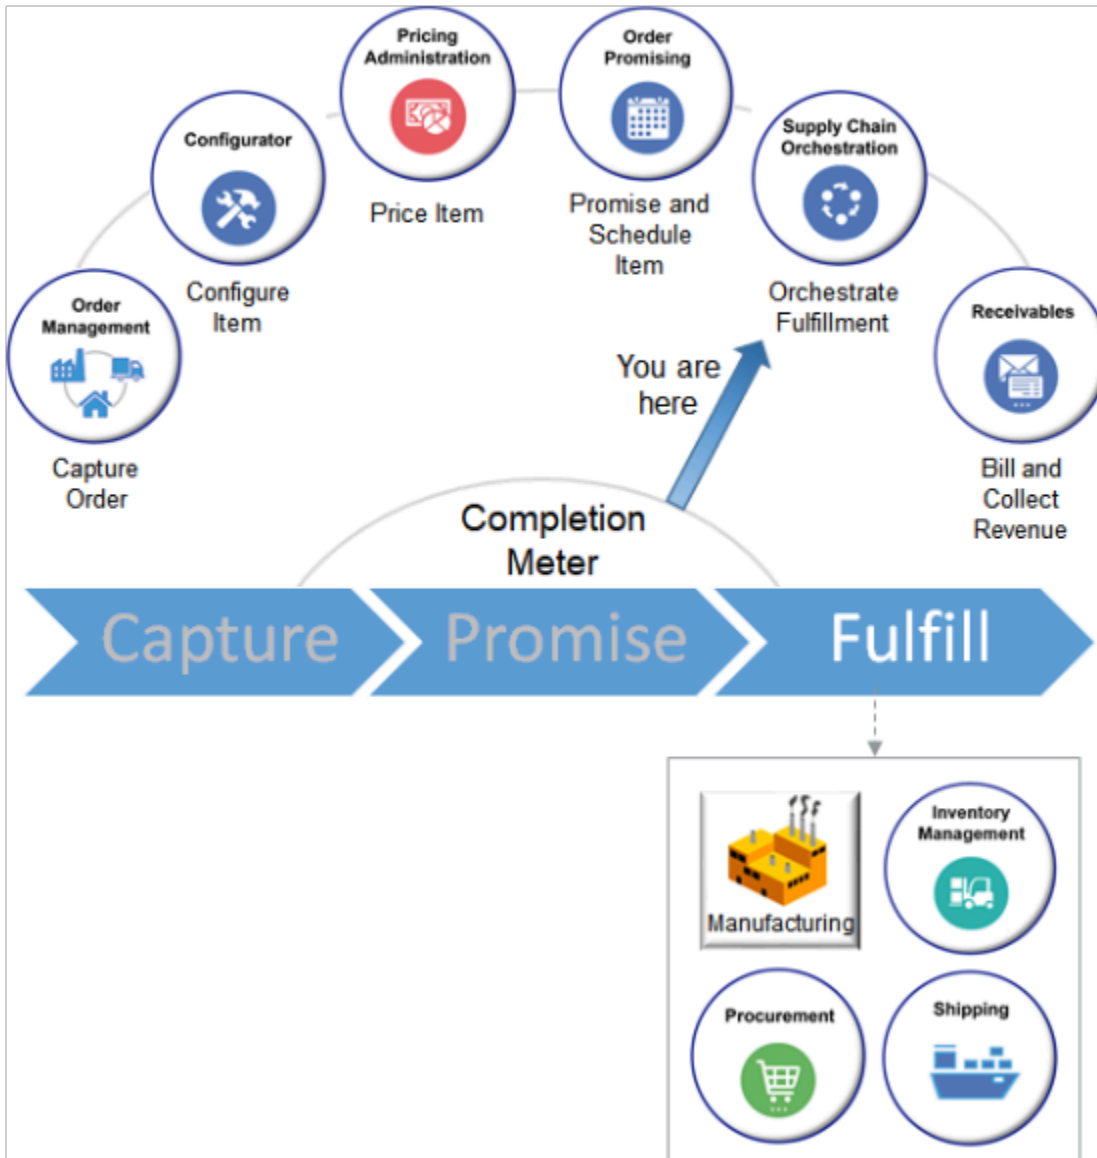 Pricing
Administration
Order
Promising
Configurator
Supply Chain
Orchestration
Price Item
Promise and
Schedule
Item
Order
Management
Configure
Item
Orchestrate
Fulfillment
Receivables
You are
here
Capture
Order
Bill and
Collect
Revenue
Completion
Meter
Capture
Promise
Fulfill
Manufacturing
Inventory
Management
Procurement
Shipping